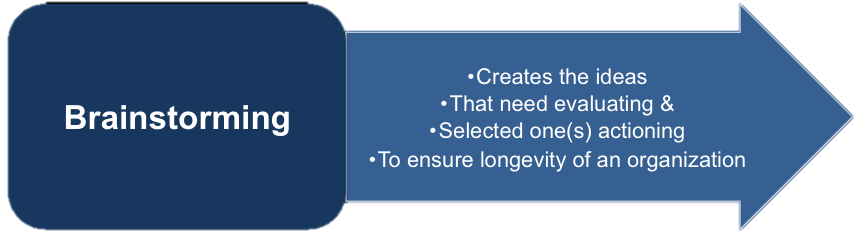 Brainstorming
•Creates the ideas
•That need evaluating &
•Selected one(s) actioning
•To ensure longevity of an organization